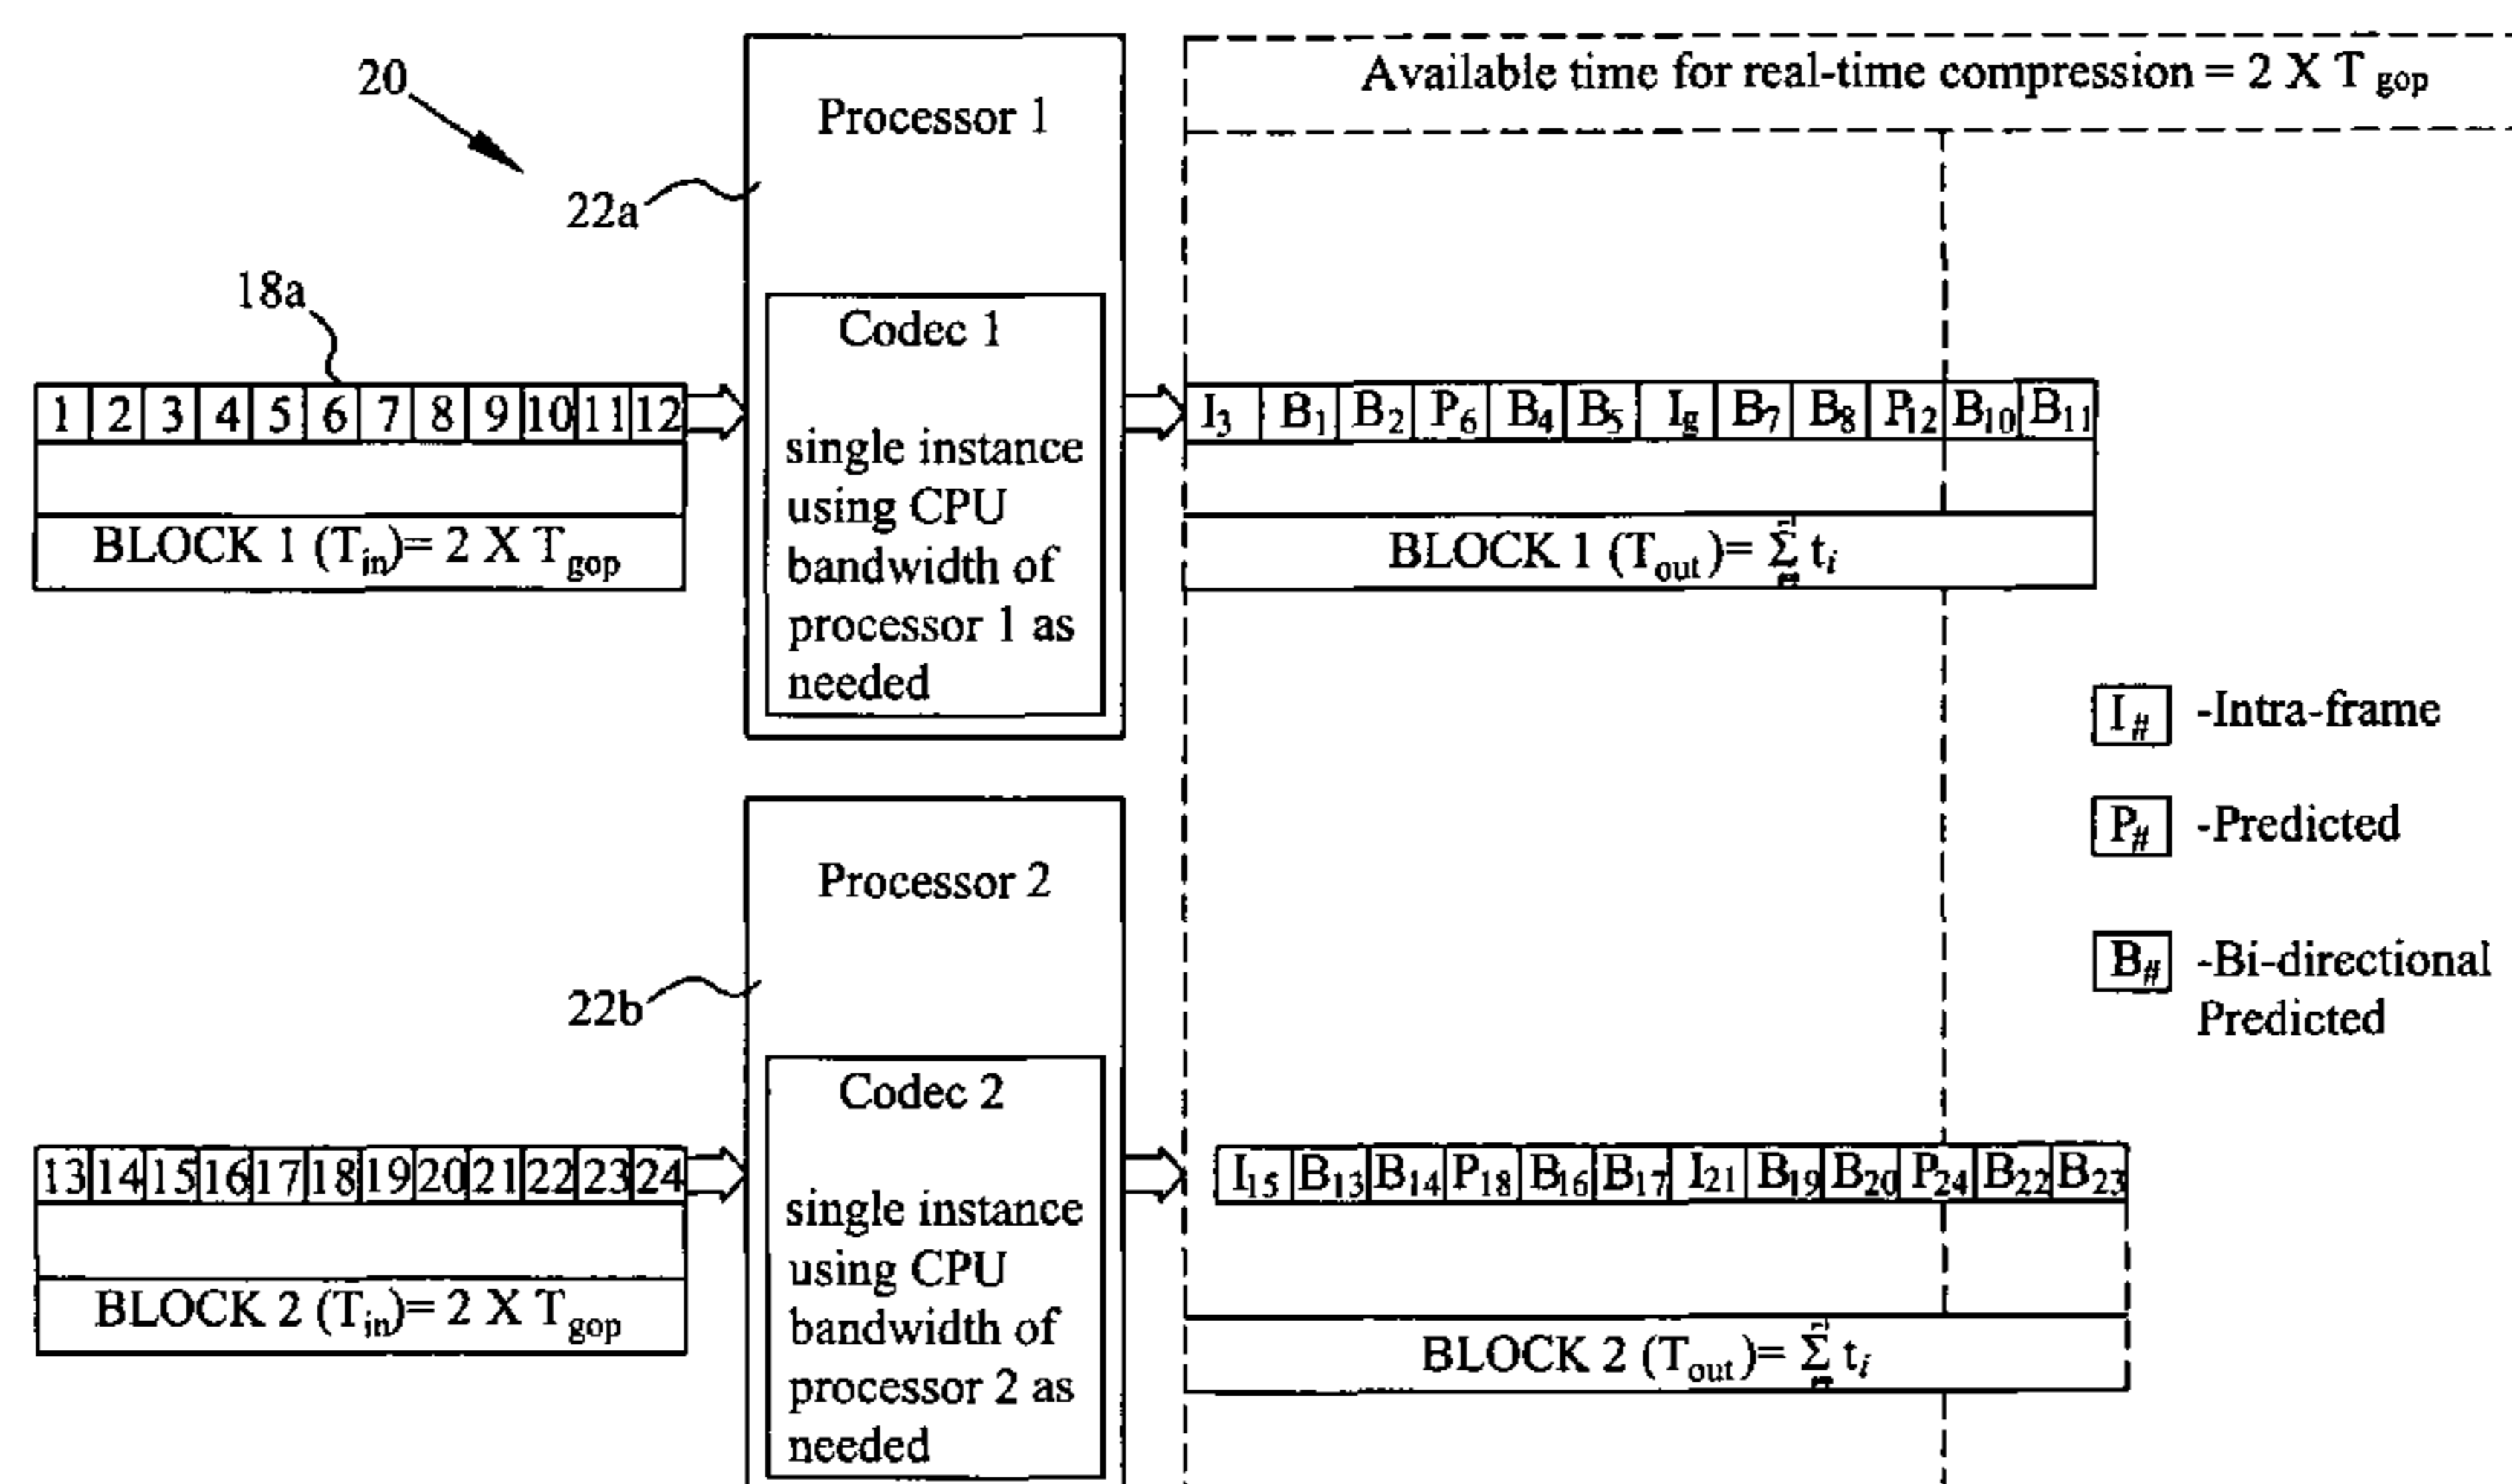 20
Available time for real-time compression = 2 X T gop
Processor 1
22a
18a
Codec 1
single instance
using CPU
bandwidth of
processor 1 as
needed
1 2 3 4 5 6 7 8 9 10 11 12
I3 B1 B2 P6 B4 B5 Ig B7 B8 P12 B10 B11
BLOCK 1 (Tin)= 2 X Tgop
BLOCK 1 (Tout)= Σ ti
I# -Intra-frame
P# -Predicted
B# -Bi-directional
Predicted
Processor 2
22b
Codec 2
single instance
using CPU
bandwidth of
processor 2 as
needed
13 14 15 16 17 18 19 20 21 22 23 24
I15 B13 B14 P18 B16 B17 I21 B19 B20 P24 B22 B23
BLOCK 2 (Tin)= 2 X Tgop
BLOCK 2 (Tout)= Σ ti